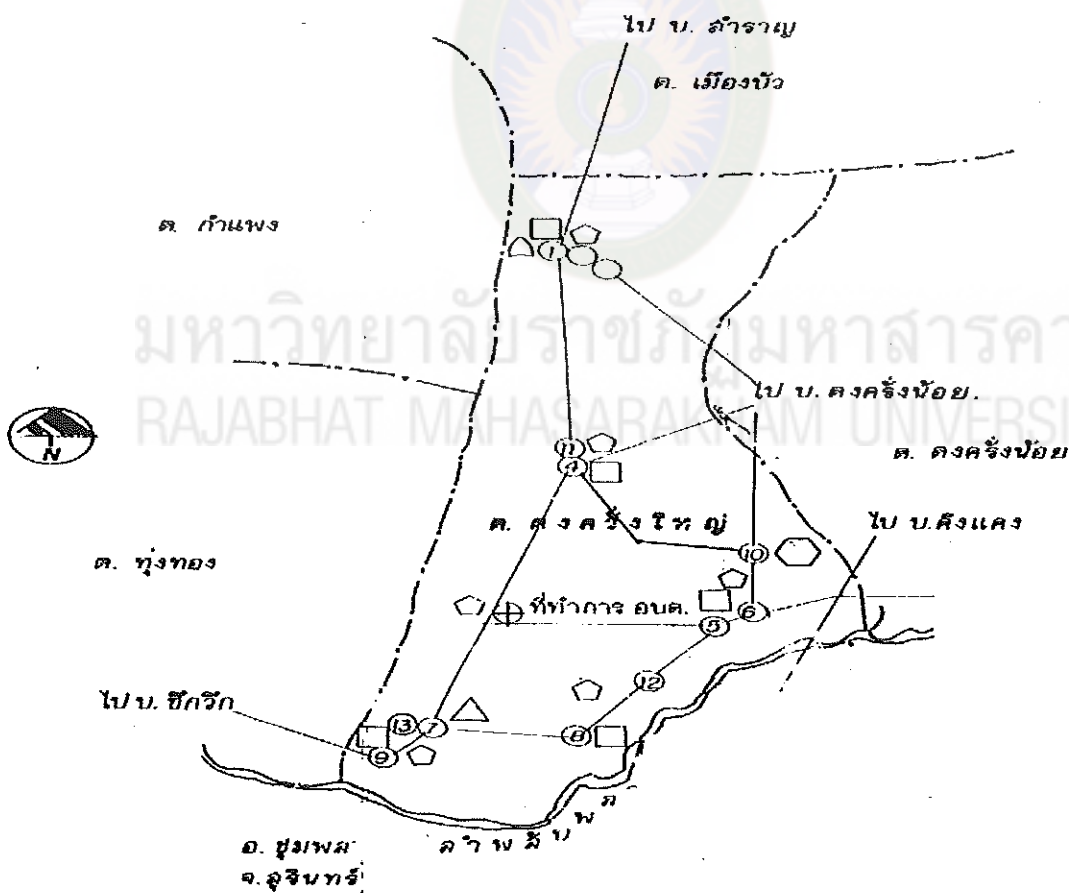 ไป บ. สำราญ
ต. เมืองบัว
ต. กำแพง
1
มหาวิทยาลัยราชภัฏมหาสารคา
RAJABHAT MAHASARAKHAM UNIVERSI
ไป บ. ดงครั่งน้อย.
N
11
4
ต. ดงครั่งน้อย
ต. ดงครั่งใหญ่
ไป บ.ดึงแคง
10
ต. ทุ่งทอง
ที่ทำการ อบต.
6
5
12
ไป บ. ซึกวึก
13
7
8
9
ลำพลับพลา
อ. ชุมพล
จ.สุรินทร์